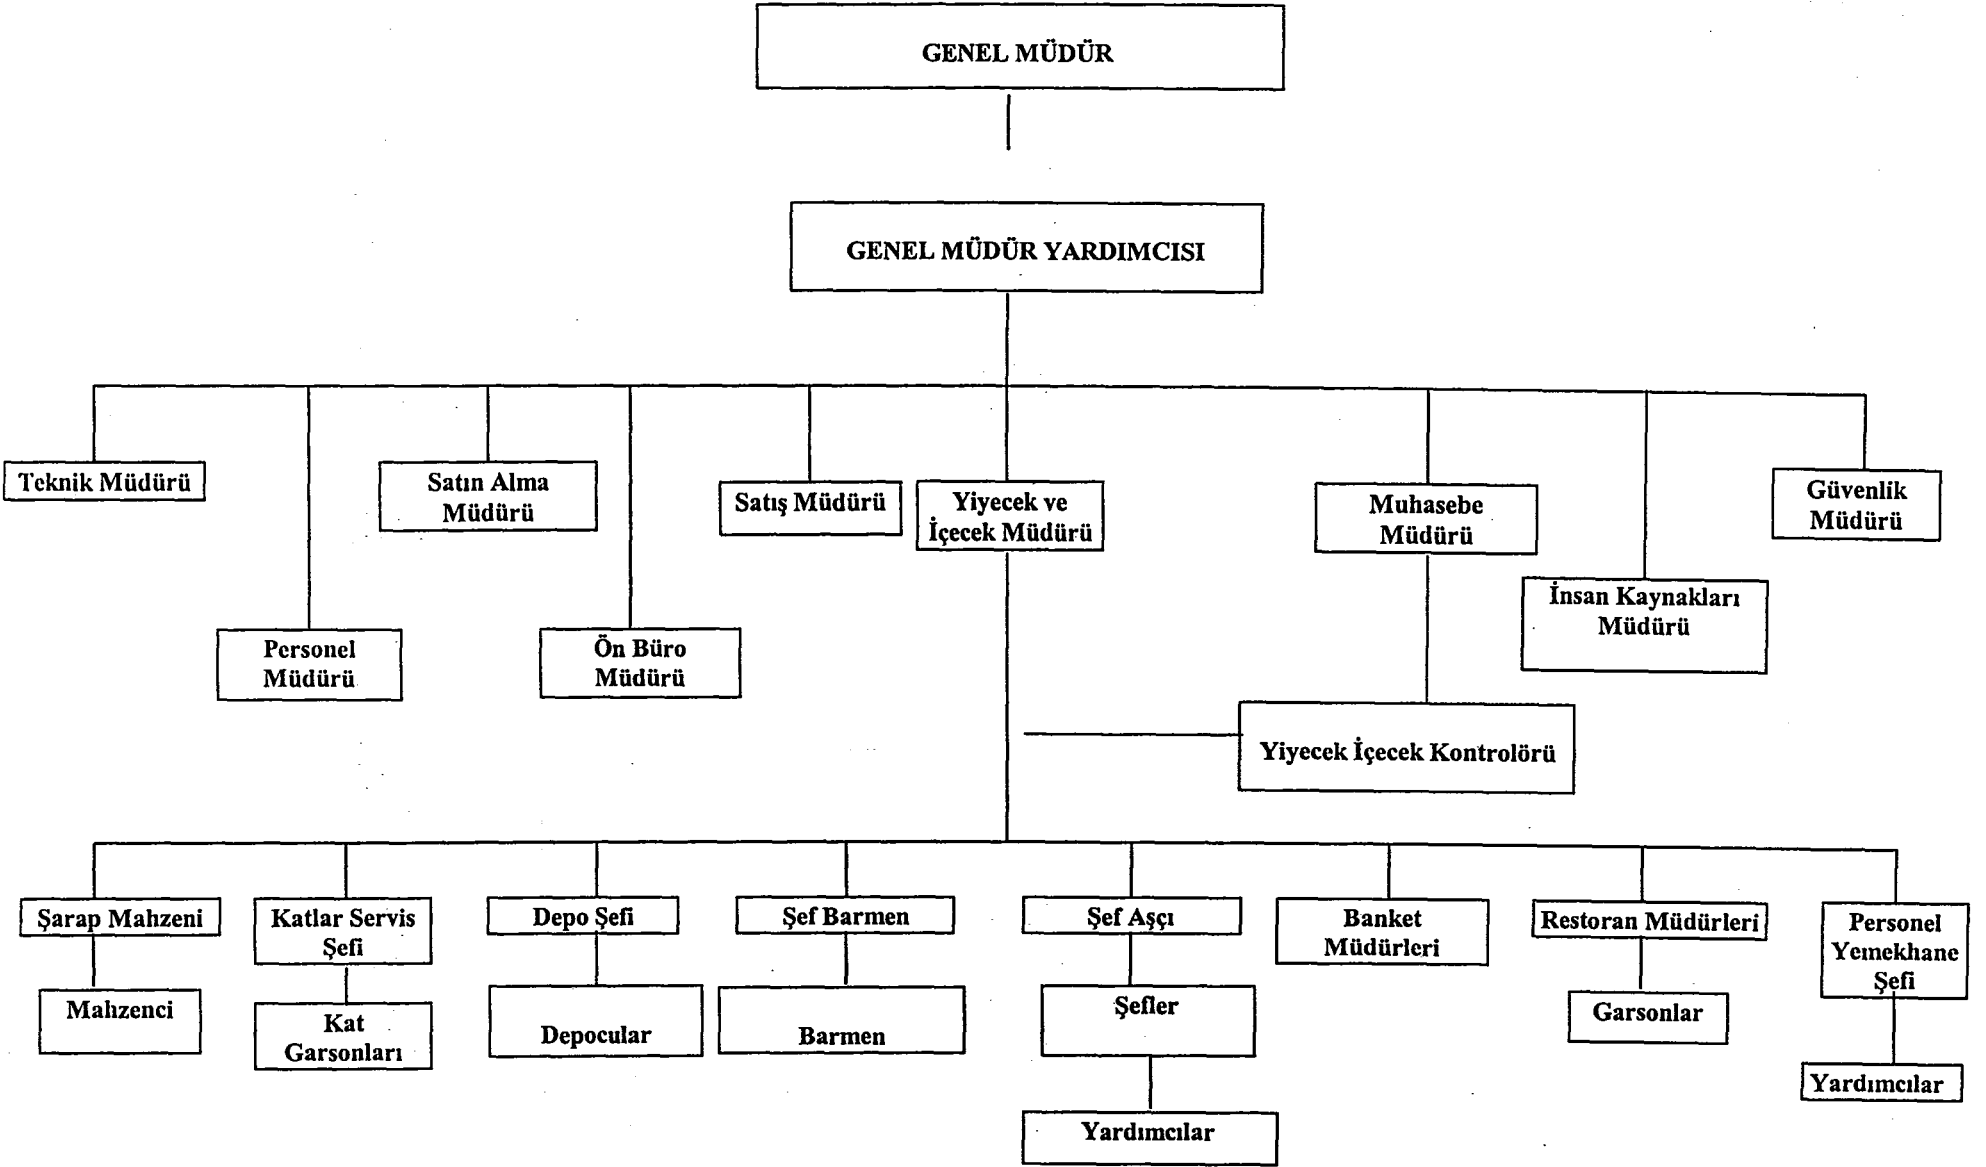 GENEL MÜDÜR
GENEL MÜDÜR YARDIMCISI
Teknik Müdürü
Satın Alma
Müdürü
Satış Müdürü
Yiyecek ve
İçecek Müdürü
Muhasebe
Müdürü
Güvenlik
Müdürü
İnsan Kaynakları
Müdürü
Personel
Müdürü
Ön Büro
Müdürü
Yiyecek İçecek Kontrolörü
Şarap Mahzeni
Katlar Servis
Şefi
Depo Şefi
Şef Barmen
Şef Aşçı
Banket
Müdürleri
Restoran Müdürleri
Personel
Yemekhane
Şefi
Mahzenci
Kat
Garsonları
Depocular
Barmen
Şefler
Garsonlar
Yardımcılar
Yardımcılar